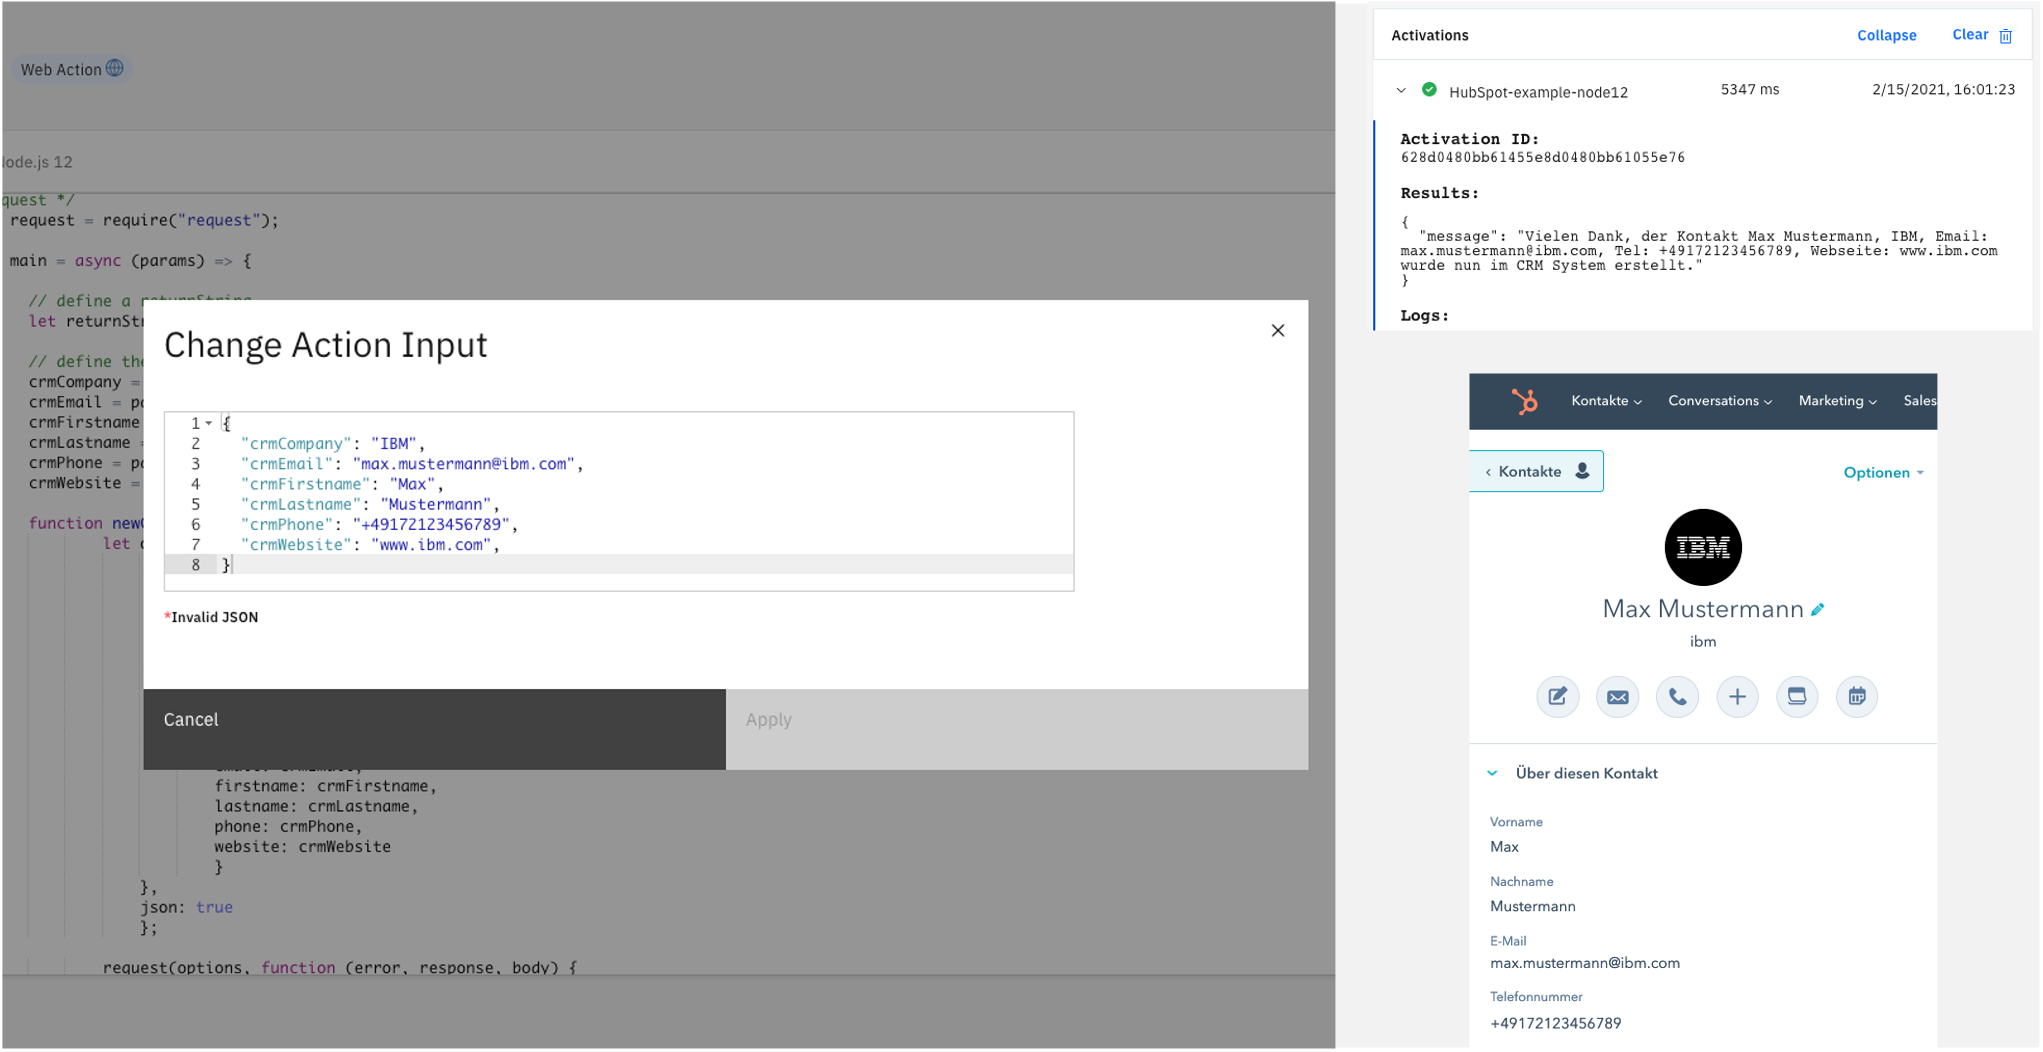 Web Action
Node.js 12
quest */
request = require("request");
main = async (params) => {
// define a returnString
let returnStr
// define the
crmCompany =
crmEmail = pa
crmFirstname
crmLastname =
crmPhone = pa
crmWebsite =
function newC
let
Change Action Input
1 {
2 "crmCompany": "IBM",
3 "crmEmail": "max.mustermann@ibm.com",
4 "crmFirstname": "Max",
5 "crmLastname": "Mustermann",
6 "crmPhone": "+49172123456789",
7 "crmWebsite": "www.ibm.com",
8 }
*Invalid JSON
Cancel
Apply
firstname: crmFirstname,
lastname: crmLastname,
phone: crmPhone,
website: crmWebsite
}
},
json: true
};
request(options, function (error, response, body) {
Activations
Collapse
Clear
HubSpot-example-node12
5347 ms
2/15/2021, 16:01:23
Activation ID:
628d0480bb61455e8d0480bb61055e76
Results:
{
"message": "Vielen Dank, der Kontakt Max Mustermann, IBM, Email:
max.mustermann@ibm.com, Tel: +49172123456789, Webseite: www.ibm.com
wurde nun im CRM System erstellt."
}
Logs:
Kontakte
Conversations
Marketing
Sales
Kontakte
Optionen
IBM
Max Mustermann
ibm
Über diesen Kontakt
Vorname
Max
Nachname
Mustermann
E-Mail
max.mustermann@ibm.com
Telefonnummer
+49172123456789